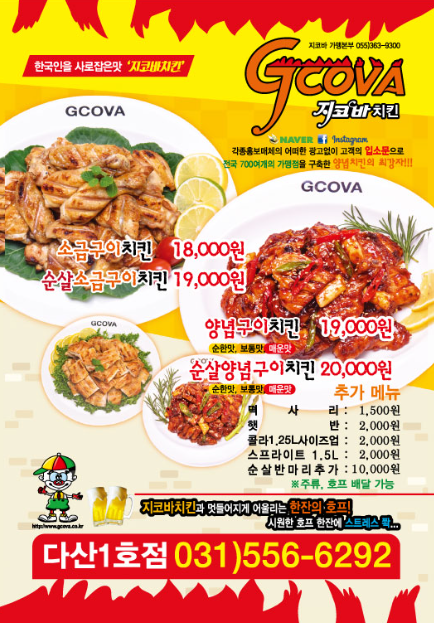 지코바 가맹본부 055)363-9300
한국인을 사로잡은맛 '지코바치킨'
GCOVA
지코바치킨
NAVER Instagram
각종홍보매체의 어떠한 광고없이 고객의 입소문으로
전국 700여개의 가맹점을 구축한 양념치킨의 최강자!!!
GCOVA
GCOVA
소금구이치킨 18,000원
순살소금구이치킨 19,000원
GCOVA
양념구이치킨 19,000원
순한맛, 보통맛, 매운맛
순살양념구이치킨 20,000원
순한맛, 보통맛, 매운맛
추가 메뉴
떡 사 리 : 1,500원
햇 반 : 2,000원
콜라1.25L사이즈업 : 2,000원
스프라이트 1.5L : 2,000원
순살반마리추가 : 10,000원
※주류, 호프 배달 가능
지코바치킨과 멋들어지게 어울리는 한잔의 호프!
시원한 호프 한잔에 스트레스 싹...
http://www.gcova.co.kr
다산1호점 031)556-6292